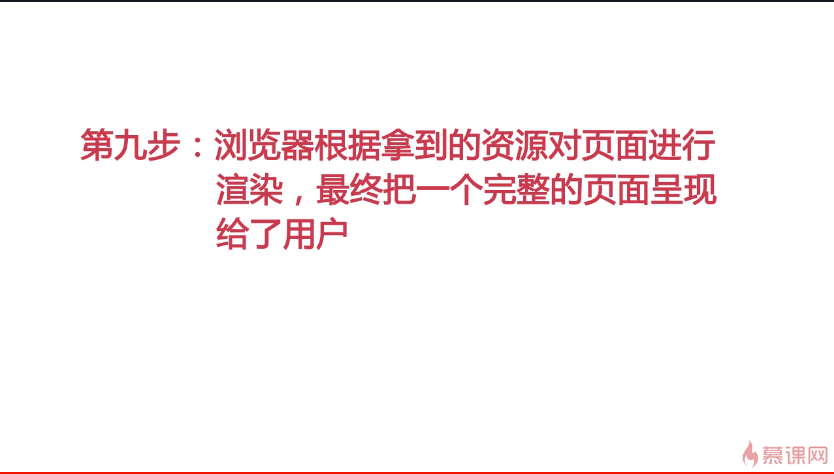 第九步：浏览器根据拿到的资源对页面进行
渲染，最终把一个完整的页面呈现
给了用户
慕课网